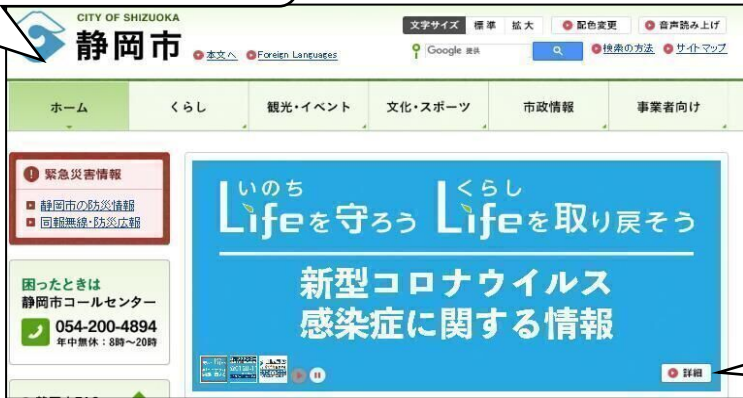 CITY OF SHIZUOKA
静岡市
本文へ Foreign Languages
文字サイズ 標準 拡大 配色変更 音声読み上げ
Google 提供 検索の方法 サイトマップ
ホーム くらし 観光・イベント 文化・スポーツ 市政情報 事業者向け
緊急災害情報
静岡市の防災情報
同報無線・防災広報
困ったときは
静岡市コールセンター
054-200-4894
年中無休:8時~20時
いのち くらし
Lifeを守ろう Lifeを取り戻そう
新型コロナウイルス
感染症に関する情報
詳細